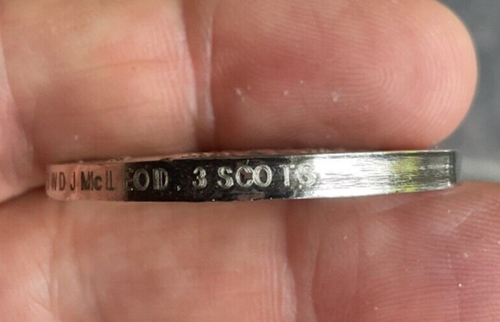 W D J McLEOD. 3 SCOTS